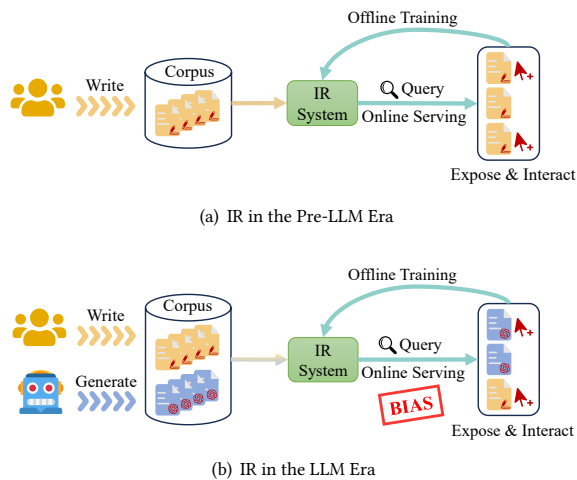 Offline Training
Write
Corpus
IR
System
Query
Online Serving
Expose & Interact
(a) IR in the Pre-LLM Era
Offline Training
Write
Corpus
Generate
IR
System
Query
Online Serving
BIAS
Expose & Interact
(b) IR in the LLM Era